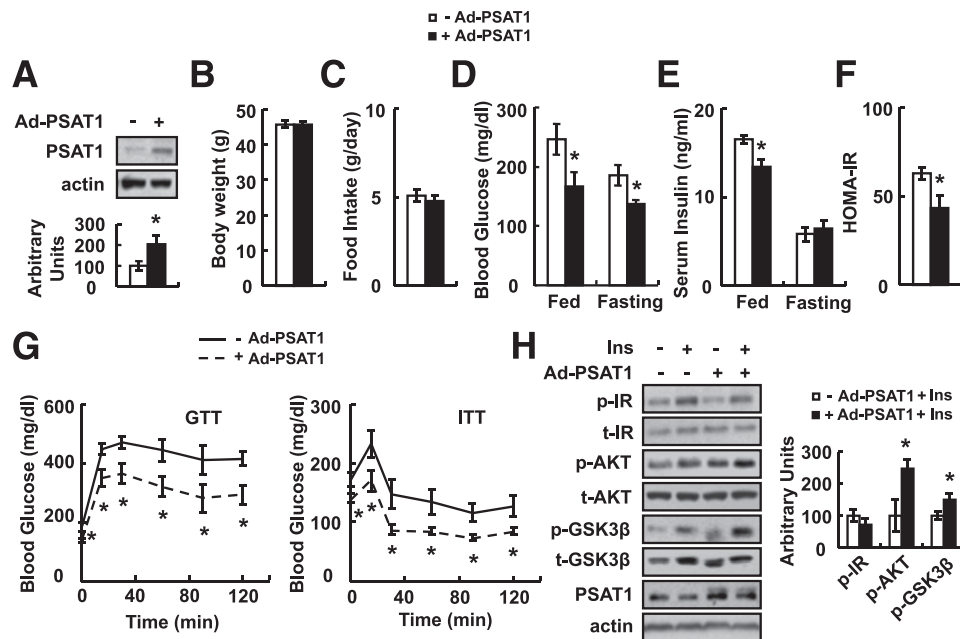 - Ad-PSAT1
+ Ad-PSAT1
A
Ad-PSAT1 - +
PSAT1
actin
Arbitrary Units
300
200
100
0
*
B
Body weight (g)
50
40
30
20
10
0
C
Food Intake (g/day)
10
5
0
D
Blood Glucose (mg/dl)
300
200
100
0
* *
Fed Fasting
E
Serum Insulin (ng/ml)
20
10
0
*
Fed Fasting
F
HOMA-IR
100
50
0
*
G
- Ad-PSAT1
+ Ad-PSAT1
Blood Glucose (mg/dl)
600
400
200
0
GTT
* * * * * *
0 40 80 120
Time (min)
Blood Glucose (mg/dl)
300
200
100
0
ITT
* * * * * *
0 40 80 120
Time (min)
H
Ins - + - +
Ad-PSAT1 - - + +
p-IR
t-IR
p-AKT
t-AKT
p-GSK3β
t-GSK3β
PSAT1
actin
- Ad-PSAT1 + Ins
+ Ad-PSAT1 + Ins
Arbitrary Units
300
200
100
0
* *
p-IR
p-AKT
p-GSK3β